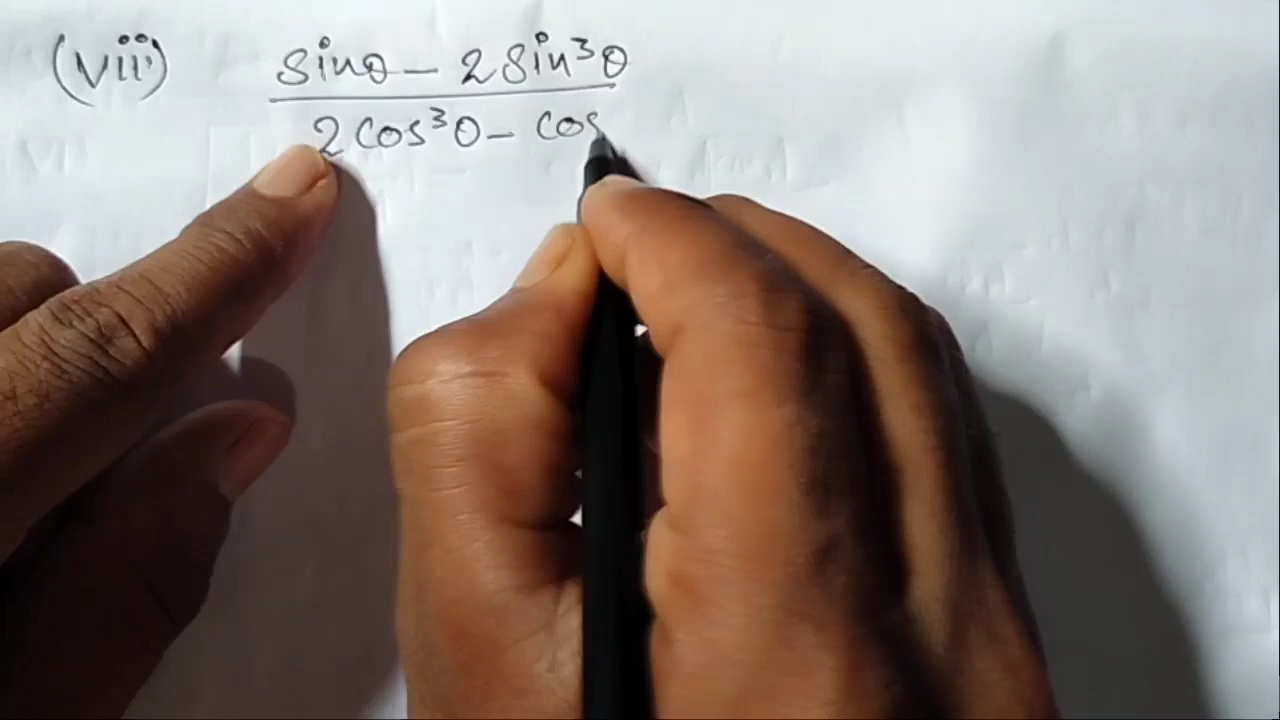 (vii) sinθ - 2sin³θ
2cos³θ - cos